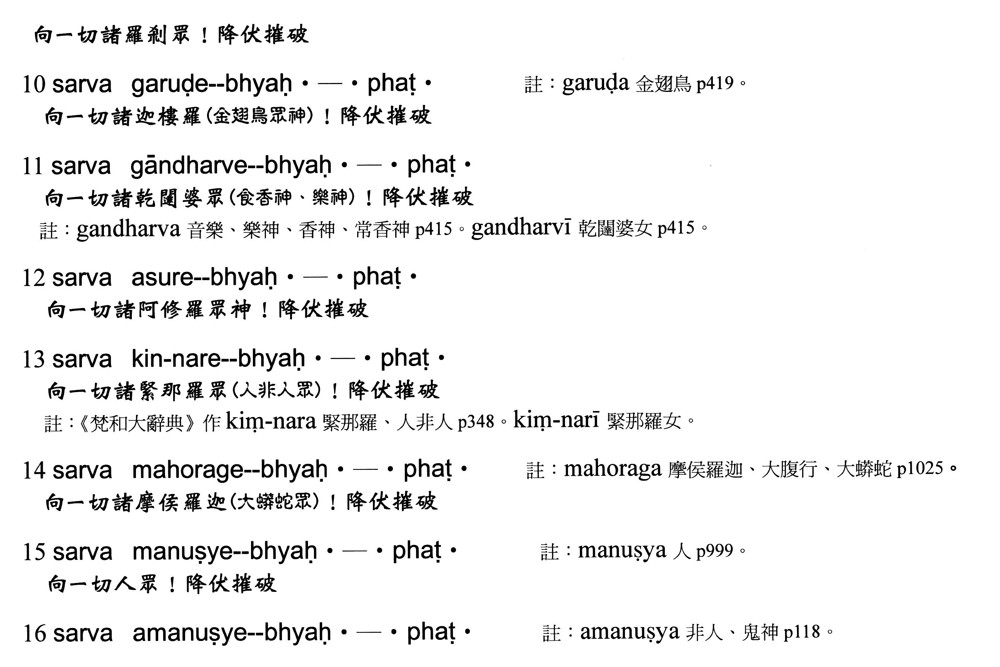 向一切諸羅剎眾！降伏摧破
10 sarva garuḍe--bhyaḥ・—・phaṭ・ 註：garuḍa 金翅鳥 p419。
向一切諸迦樓羅(金翅鳥眾神)！降伏摧破
11 sarva gāndharve--bhyaḥ・—・phaṭ・
向一切諸乾闥婆眾(食香神、樂神)！降伏摧破
註：gandharva 音樂、樂神、香神、常香神 p415。gandharvī 乾闥婆女 p415。
12 sarva asure--bhyaḥ・—・phaṭ・
向一切諸阿修羅眾神！降伏摧破
13 sarva kin-nare--bhyaḥ・—・phaṭ・
向一切諸緊那羅眾(人非人眾)！降伏摧破
註：《梵和大辭典》作 kiṃ-nara 緊那羅、人非人 p348。kiṃ-narī 緊那羅女。
14 sarva mahorage--bhyaḥ・—・phaṭ・ 註：mahoraga 摩侯羅迦、大腹行、大蟒蛇 p1025。
向一切諸摩侯羅迦(大蟒蛇眾)！降伏摧破
15 sarva manuṣye--bhyaḥ・—・phaṭ・ 註：manuṣya 人 p999。
向一切人眾！降伏摧破
16 sarva amanuṣye--bhyaḥ・—・phaṭ・ 註：amanuṣya 非人、鬼神 p118。